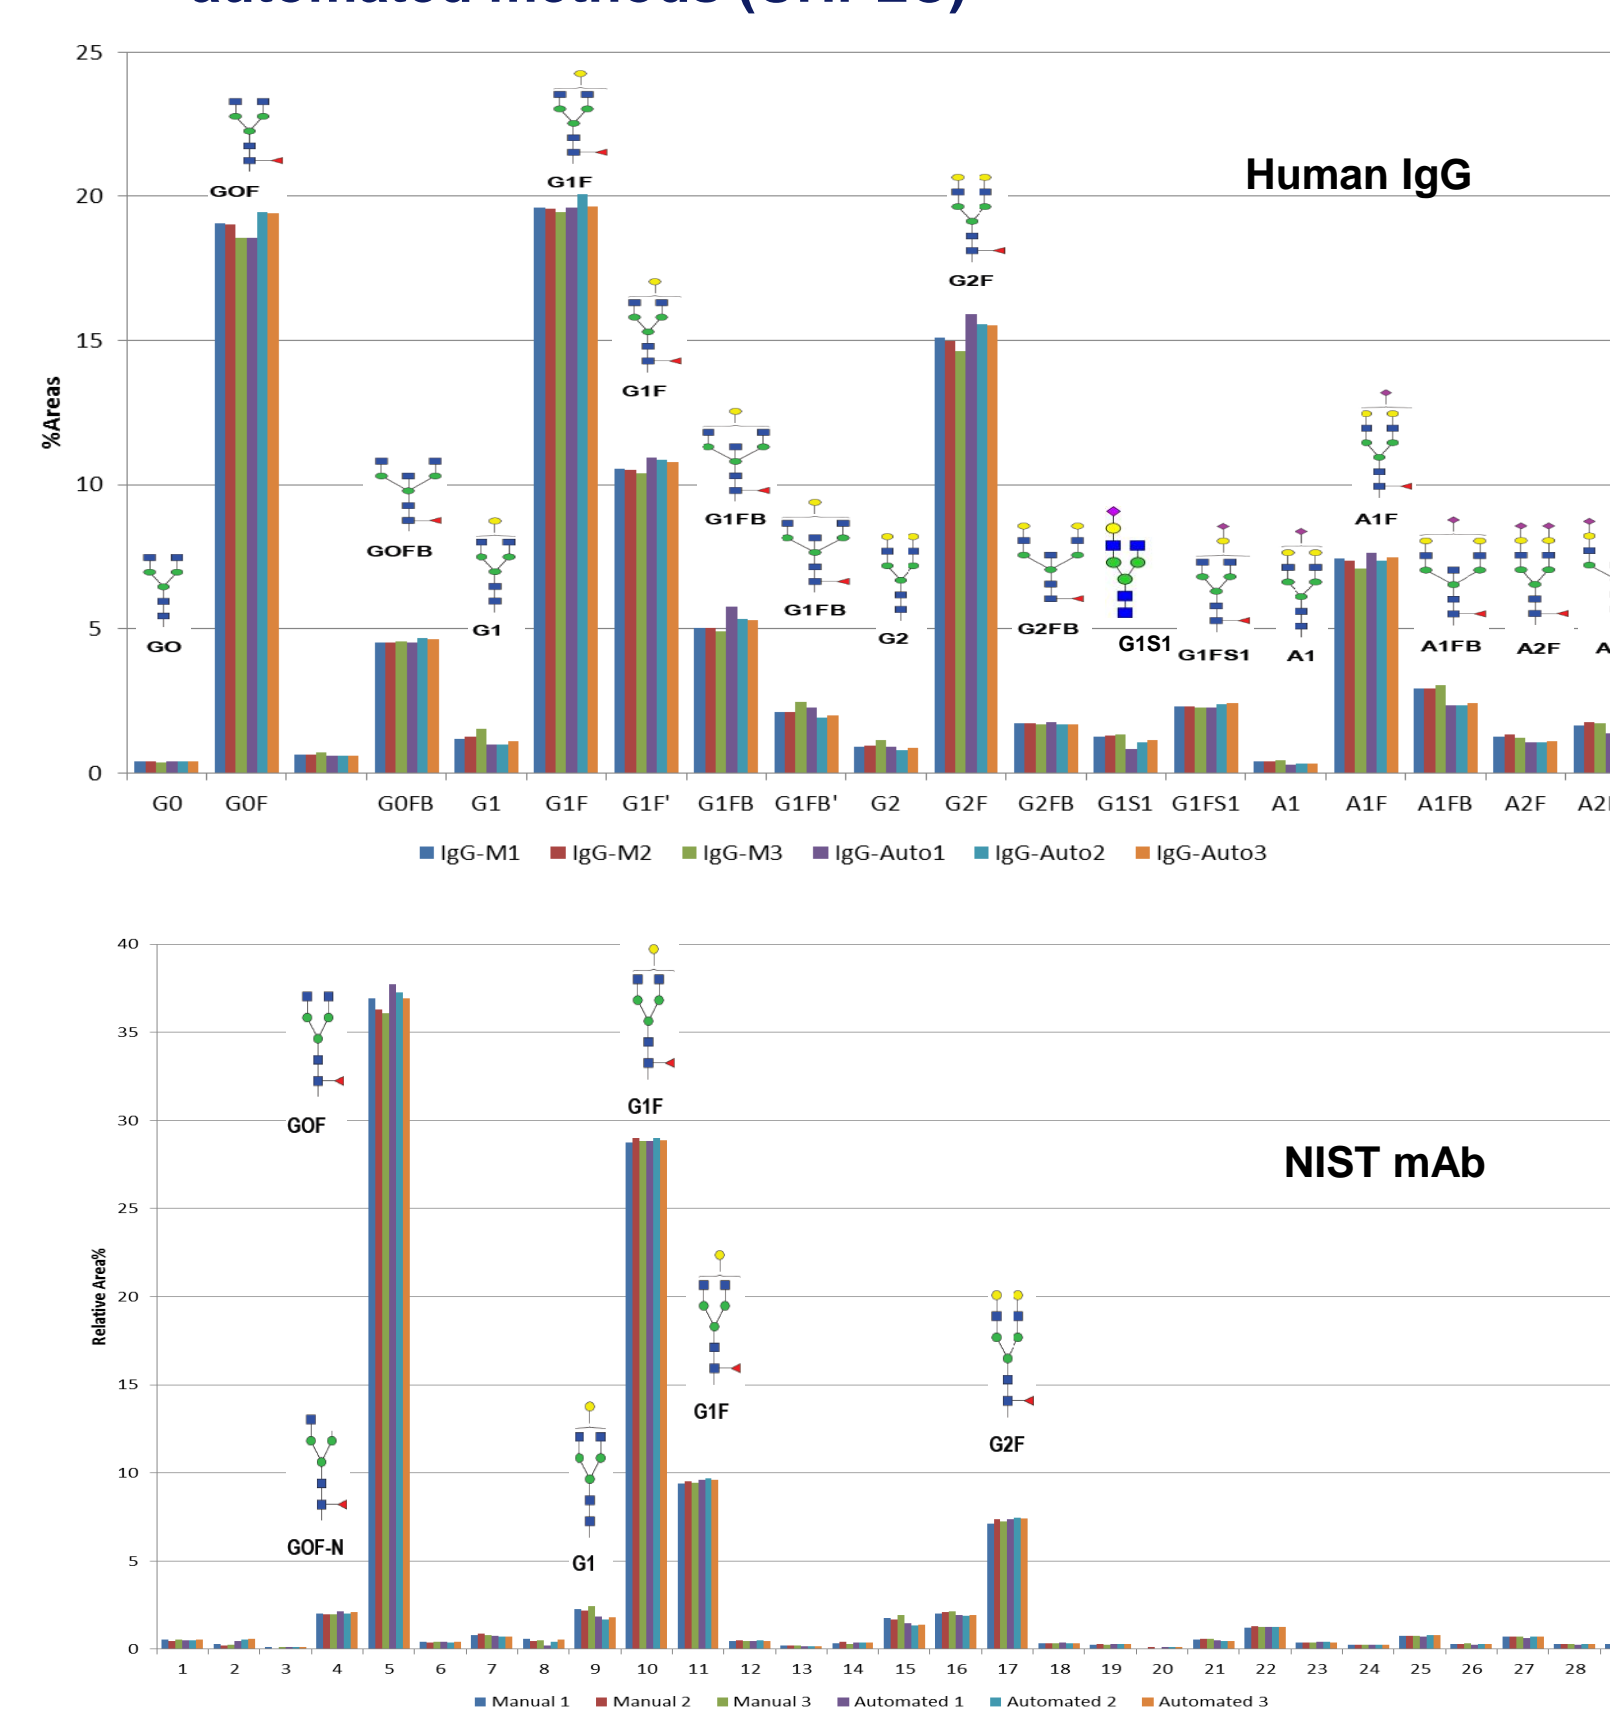 automated methods (UHPLC)
25
20
15
10
5
0
%Areas
Human IgG
GOF
G1F
G2F
G1F
A1F
G1FB
GOFB
G1FB
G1
G2
G2FB
G1S1
G1FS1
A1
A1FB
A2F
GO
G0 G0F G0FB G1 G1F G1F' G1FB G1FB' G2 G2F G2FB G1S1 G1FS1 A1 A1F A1FB A2F
IgG-M1 IgG-M2 IgG-M3 IgG-Auto1 IgG-Auto2 IgG-Auto3
40
35
30
25
20
15
10
5
0
Relative Area%
NIST mAb
GOF
G1F
G1F
G2F
GOF-N
G1
1 2 3 4 5 6 7 8 9 10 11 12 13 14 15 16 17 18 19 20 21 22 23 24 25 26 27 28
Manual 1 Manual 2 Manual 3 Automated 1 Automated 2 Automated 3